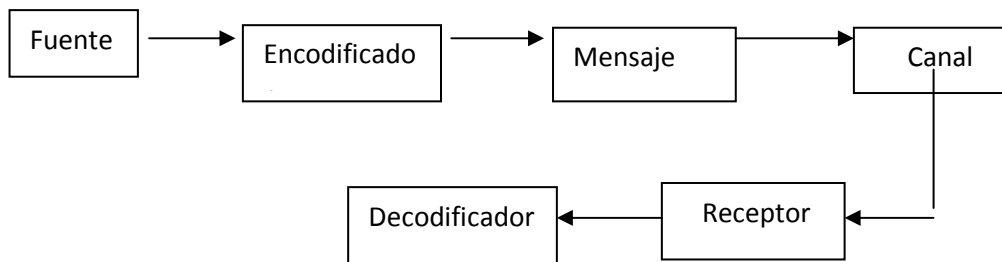 Fuente
Encodificado
Mensaje
Canal
Receptor
Decodificador